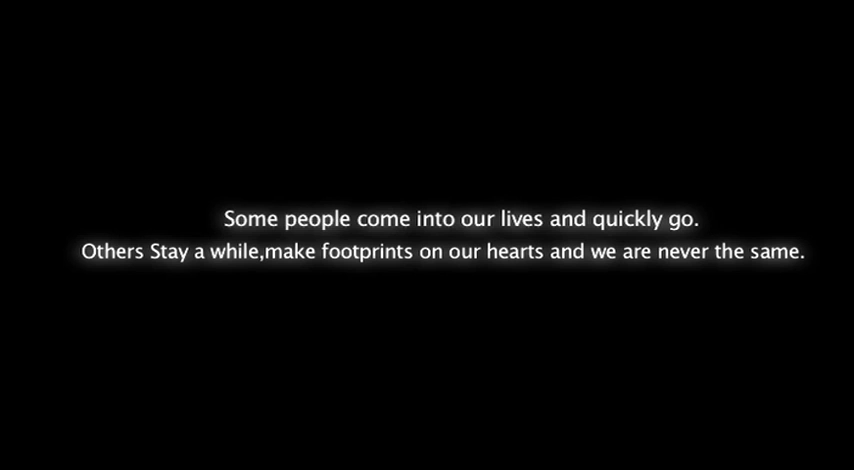 Some people come into our lives and quickly go.
Others Stay a while,make footprints on our hearts and we are never the same.